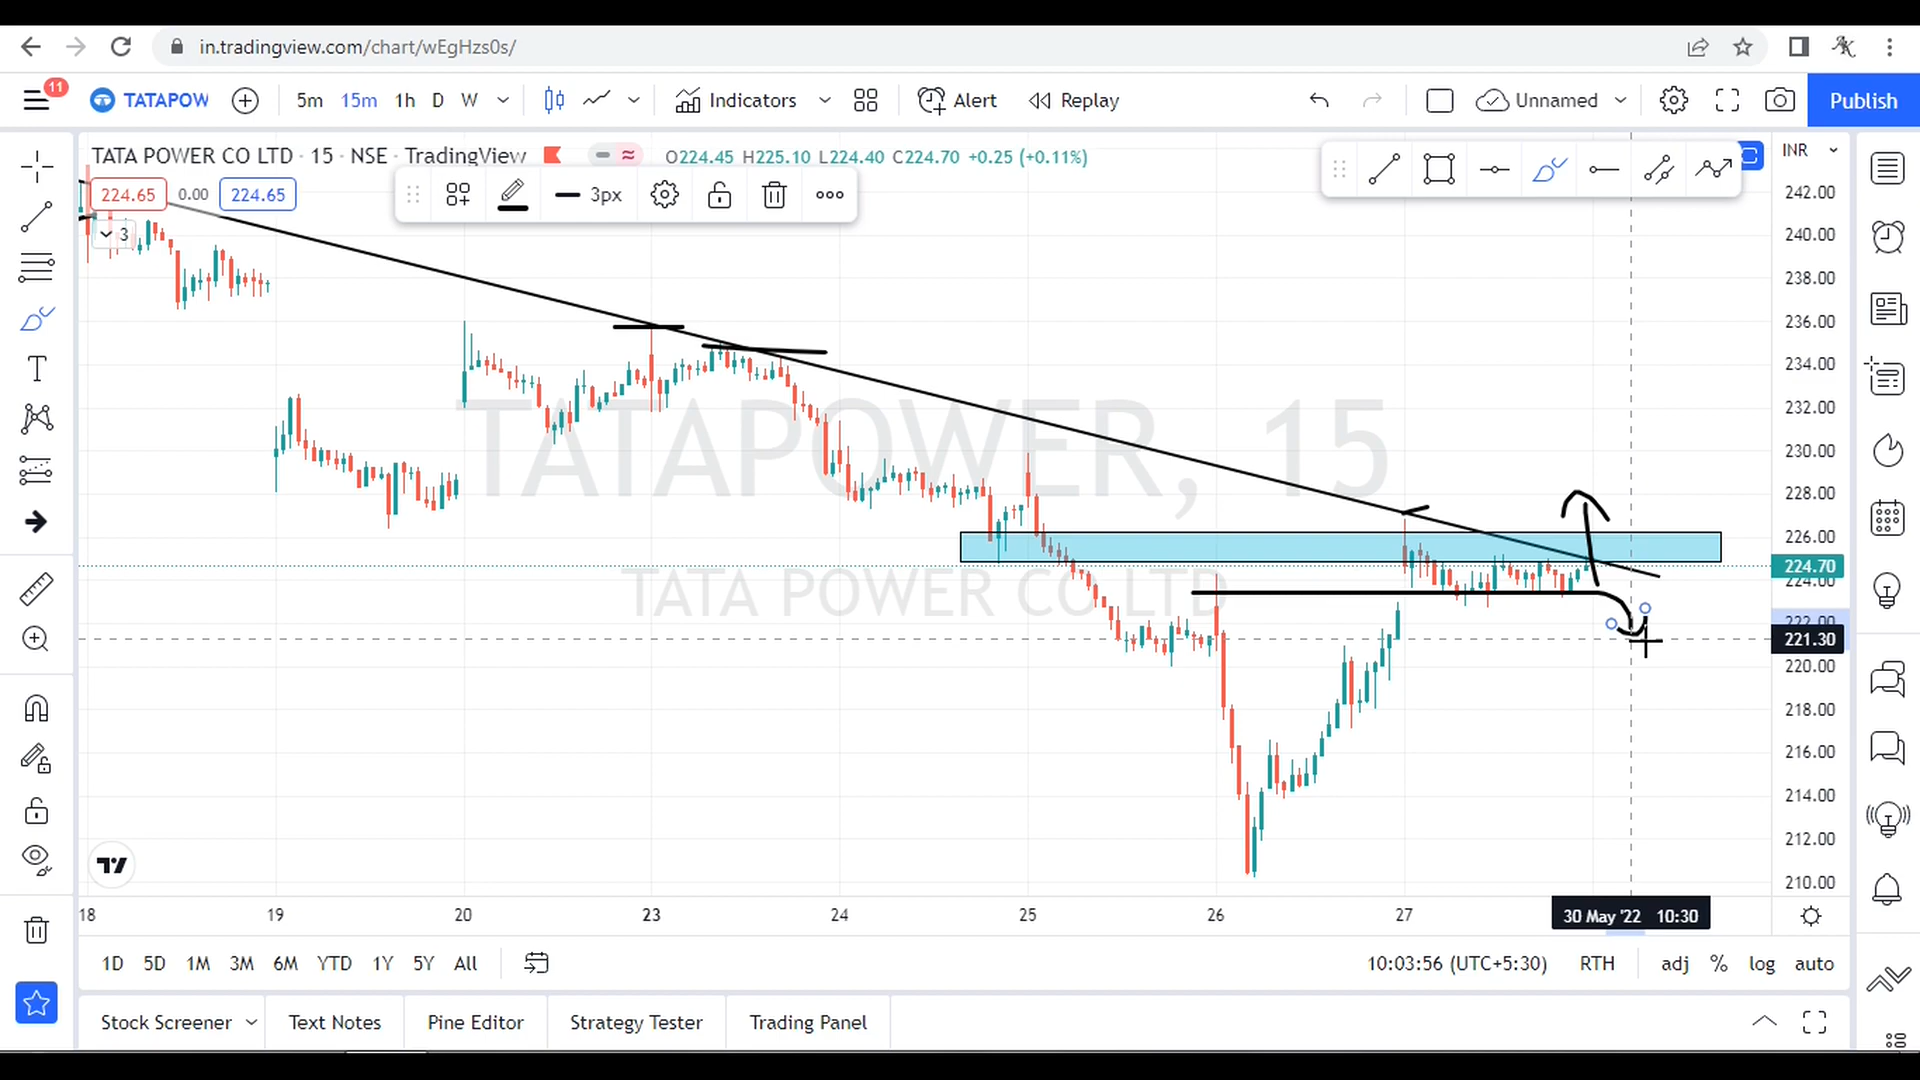 in.tradingview.com/chart/wEgHzs0s/
11
TATAPOW 5m 15m 1h D W Indicators Alert Replay Unnamed Publish
TATA POWER CO LTD · 15 · NSE · TradingView O224.45 H225.10 L224.40 C224.70 +0.25 (+0.11%)
INR
224.65 0.00 224.65
3px
3
242.00
240.00
238.00
236.00
234.00
232.00
230.00
228.00
226.00
224.70
224.00
222.00
221.30
220.00
218.00
216.00
214.00
212.00
210.00
TATAPOWER, 15
TATA POWER CO LTD
18 19 20 23 24 25 26 27 30 May '22 10:30
1D 5D 1M 3M 6M YTD 1Y 5Y All 10:03:56 (UTC+5:30) RTH adj % log auto
Stock Screener Text Notes Pine Editor Strategy Tester Trading Panel